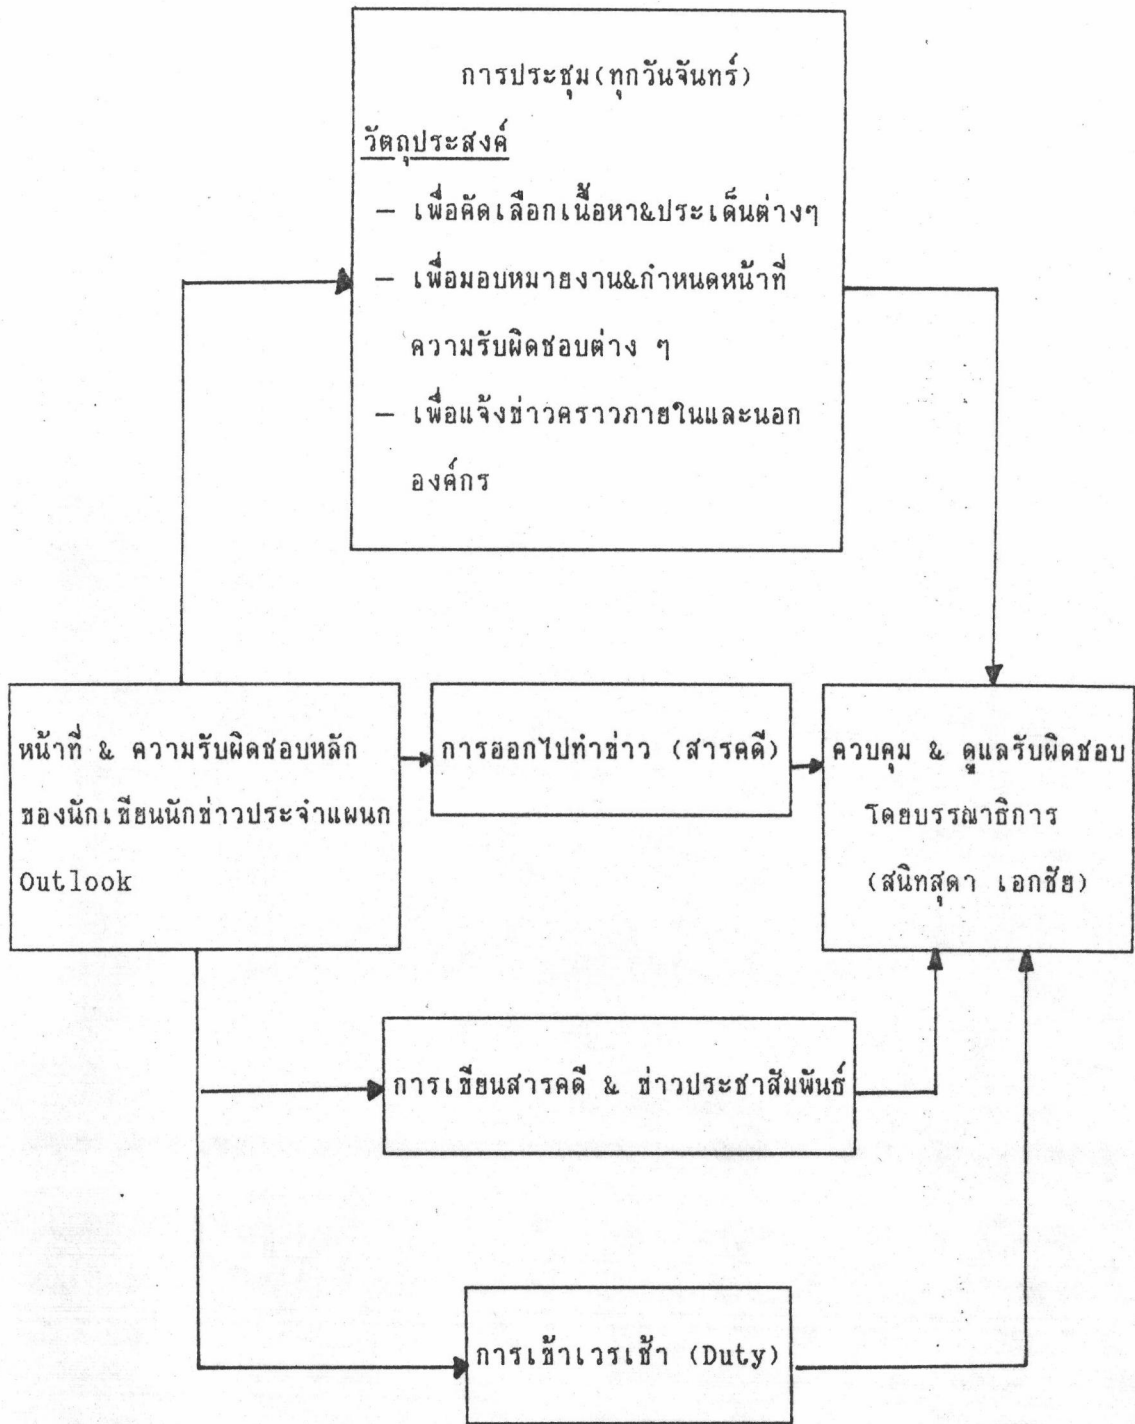 การประชุม(ทุกวันจันทร์)
วัตถุประสงค์
— เพื่อคัดเลือกเนื้อหา&ประเด็นต่างๆ
— เพื่อมอบหมายงาน&กำหนดหน้าที่
ความรับผิดชอบต่าง ๆ
— เพื่อแจ้งข่าวคราวภายในและนอก
องค์กร
หน้าที่ & ความรับผิดชอบหลัก
ของนักเขียนนักข่าวประจำแผนก
Outlook
การออกไปทำข่าว (สารคดี)
ควบคุม & ดูแลรับผิดชอบ
โดยบรรณาธิการ
(สนิทสุดา เอกชัย)
การเขียนสารคดี & ข่าวประชาสัมพันธ์
การเข้าเวรเช้า (Duty)